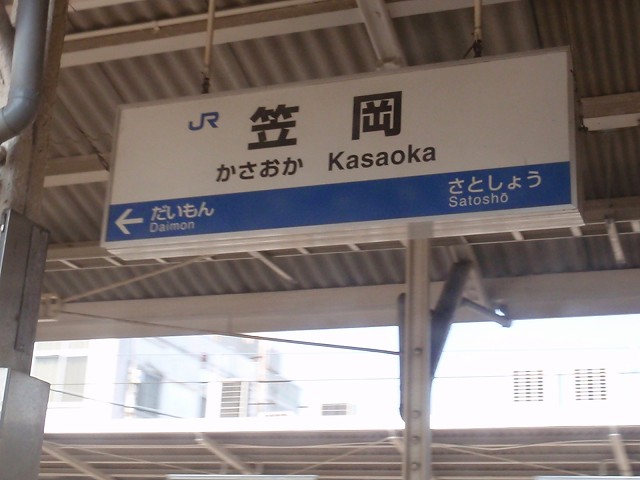 JR 笠岡
かさおか Kasaoka
← だいもん さとしょう
Daimon Satoshō